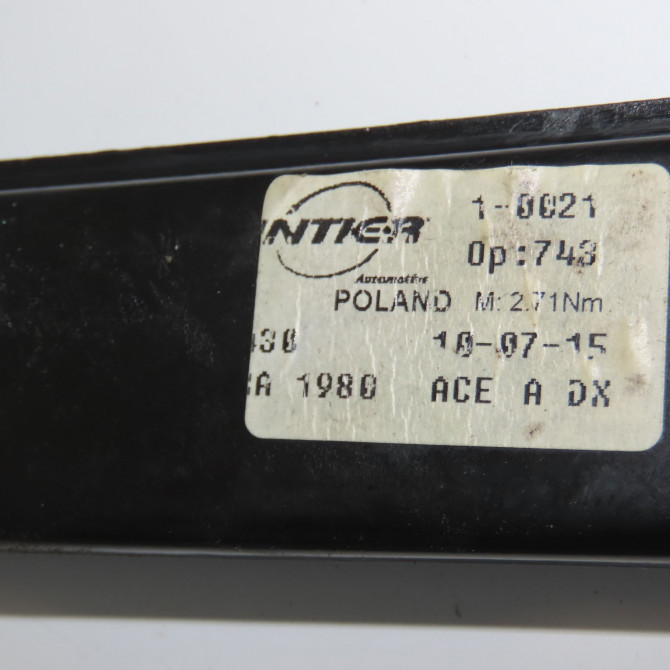 INTIER
Automotive
1-0021
Op:743
POLAND M: 2.71Nm
10-07-15
1980 ACE A DX